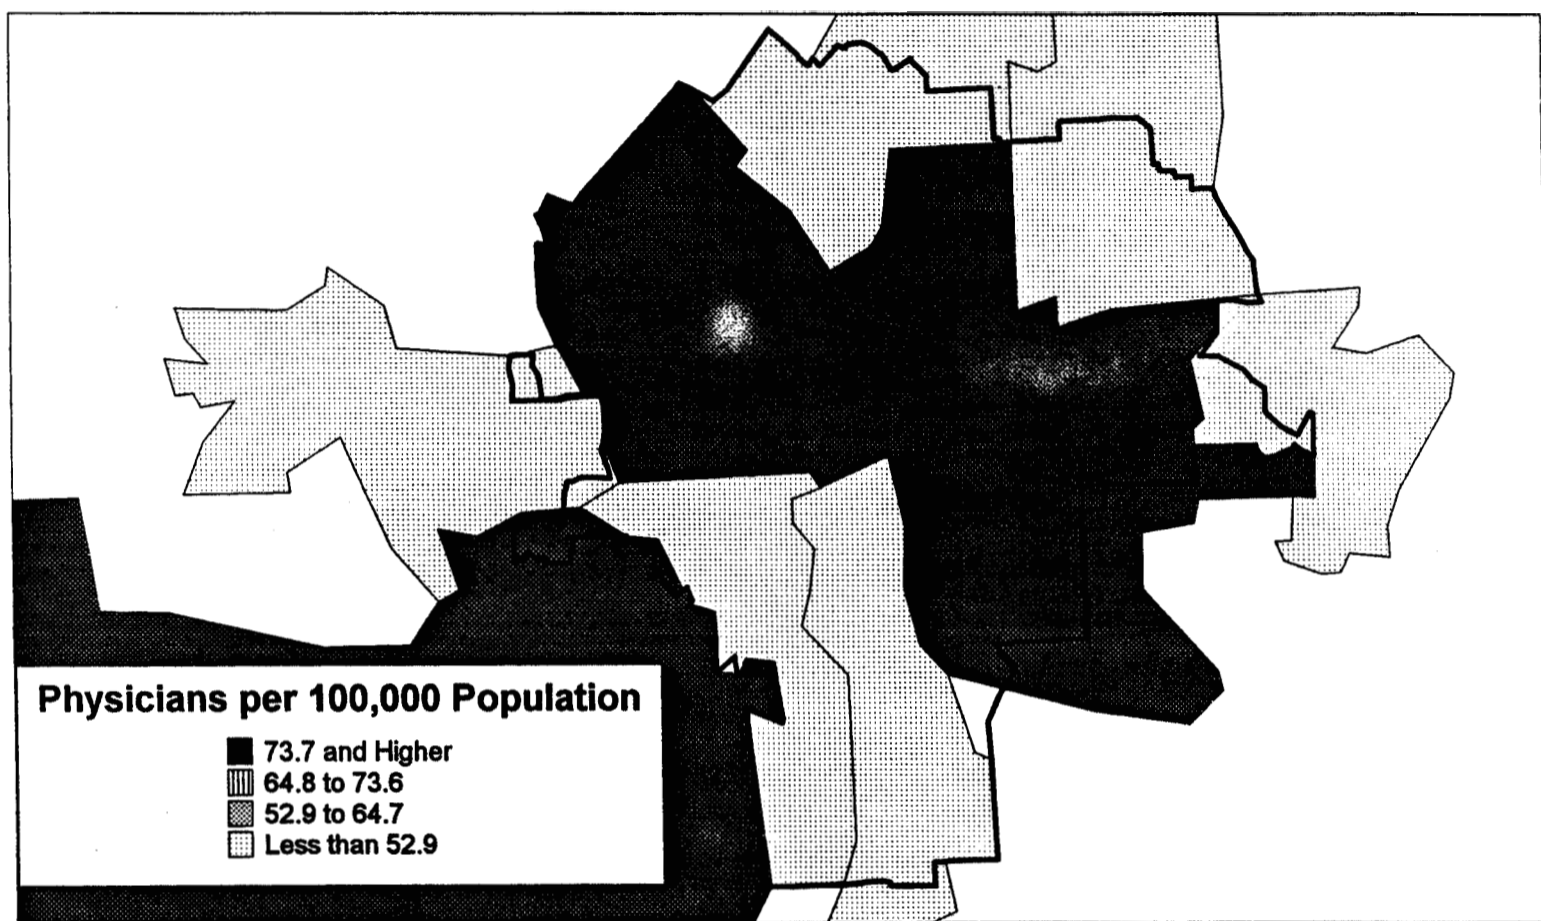 Physicians per 100,000 Population
73.7 and Higher
64.8 to 73.6
52.9 to 64.7
Less than 52.9